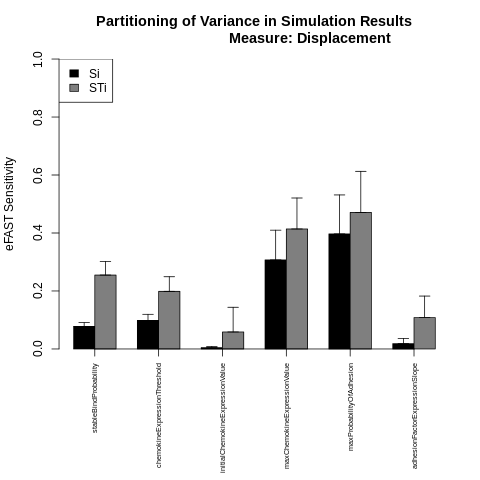 Partitioning of Variance in Simulation Results
Measure: Displacement
1.0
0.8
0.6
0.4
0.2
0.0
eFAST Sensitivity
Si
STi
stableBindProbability
chemokineExpressionThreshold
initialChemokineExpressionValue
maxChemokineExpressionValue
maxProbabilityOfAdhesion
adhesionFactorExpressionSlope